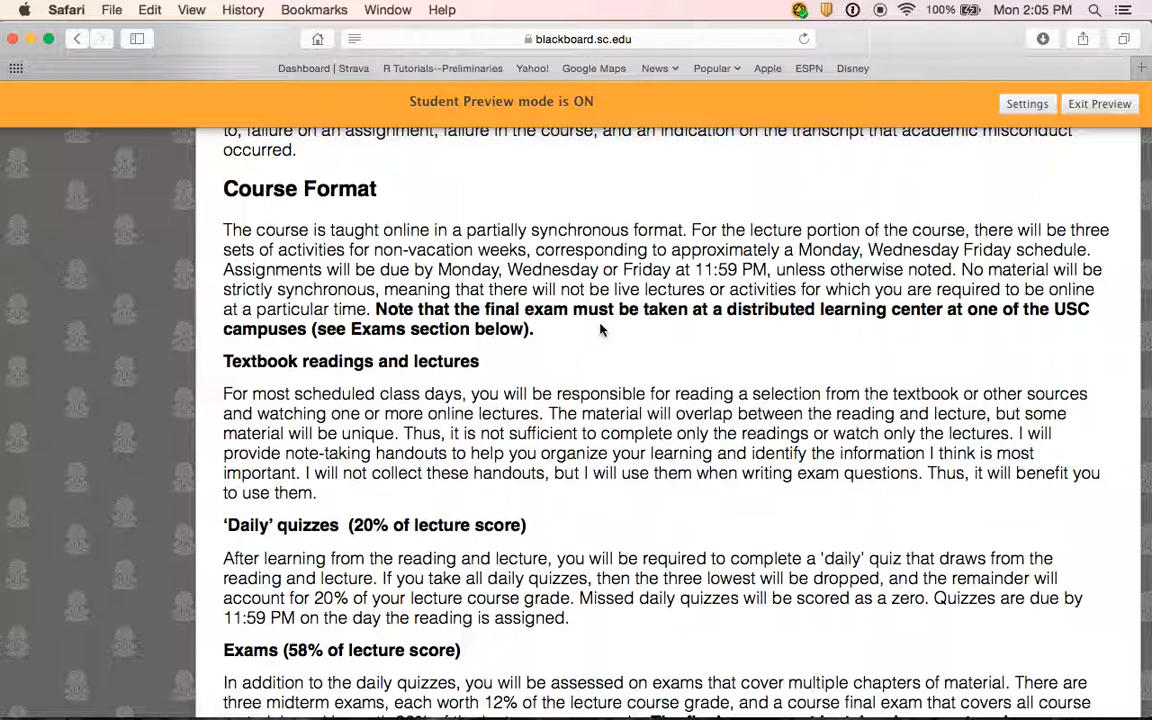 Safari File Edit View History Bookmarks Window Help 100% Mon 2:05 PM
blackboard.sc.edu
Dashboard | Strava R Tutorials--Preliminaries Yahoo! Google Maps News Popular Apple ESPN Disney
Student Preview mode is ON Settings Exit Preview
to, failure on an assignment, failure in the course, and an indication on the transcript that academic misconduct
occurred.
Course Format
The course is taught online in a partially synchronous format. For the lecture portion of the course, there will be three
sets of activities for non-vacation weeks, corresponding to approximately a Monday, Wednesday Friday schedule.
Assignments will be due by Monday, Wednesday or Friday at 11:59 PM, unless otherwise noted. No material will be
strictly synchronous, meaning that there will not be live lectures or activities for which you are required to be online
at a particular time. Note that the final exam must be taken at a distributed learning center at one of the USC
campuses (see Exams section below).
Textbook readings and lectures
For most scheduled class days, you will be responsible for reading a selection from the textbook or other sources
and watching one or more online lectures. The material will overlap between the reading and lecture, but some
material will be unique. Thus, it is not sufficient to complete only the readings or watch only the lectures. I will
provide note-taking handouts to help you organize your learning and identify the information I think is most
important. I will not collect these handouts, but I will use them when writing exam questions. Thus, it will benefit you
to use them.
‘Daily’ quizzes (20% of lecture score)
After learning from the reading and lecture, you will be required to complete a 'daily' quiz that draws from the
reading and lecture. If you take all daily quizzes, then the three lowest will be dropped, and the remainder will
account for 20% of your lecture course grade. Missed daily quizzes will be scored as a zero. Quizzes are due by
11:59 PM on the day the reading is assigned.
Exams (58% of lecture score)
In addition to the daily quizzes, you will be assessed on exams that cover multiple chapters of material. There are
three midterm exams, each worth 12% of the lecture course grade, and a course final exam that covers all course